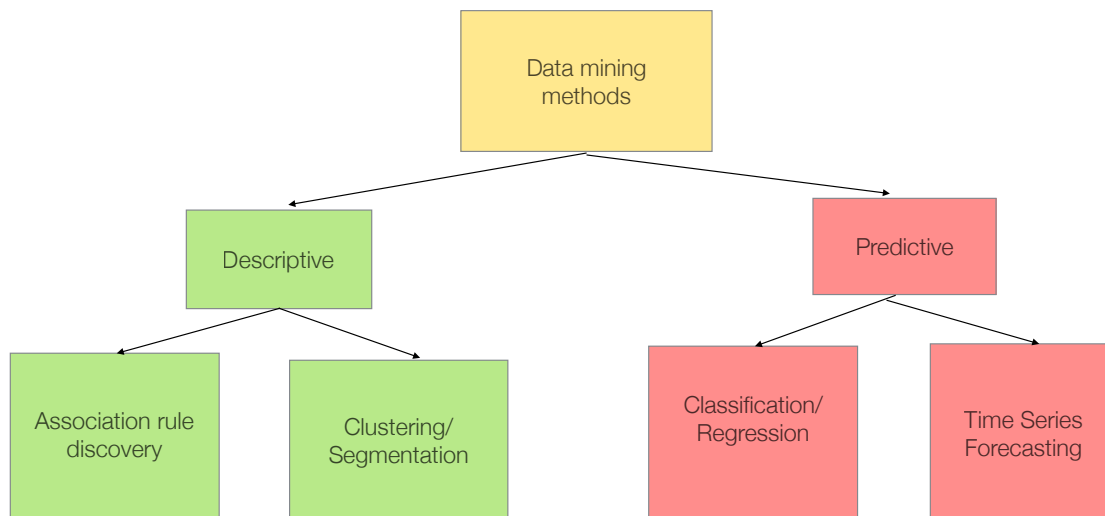 Data mining
methods
Descriptive
Predictive
Association rule
discovery
Clustering/
Segmentation
Classification/
Regression
Time Series
Forecasting